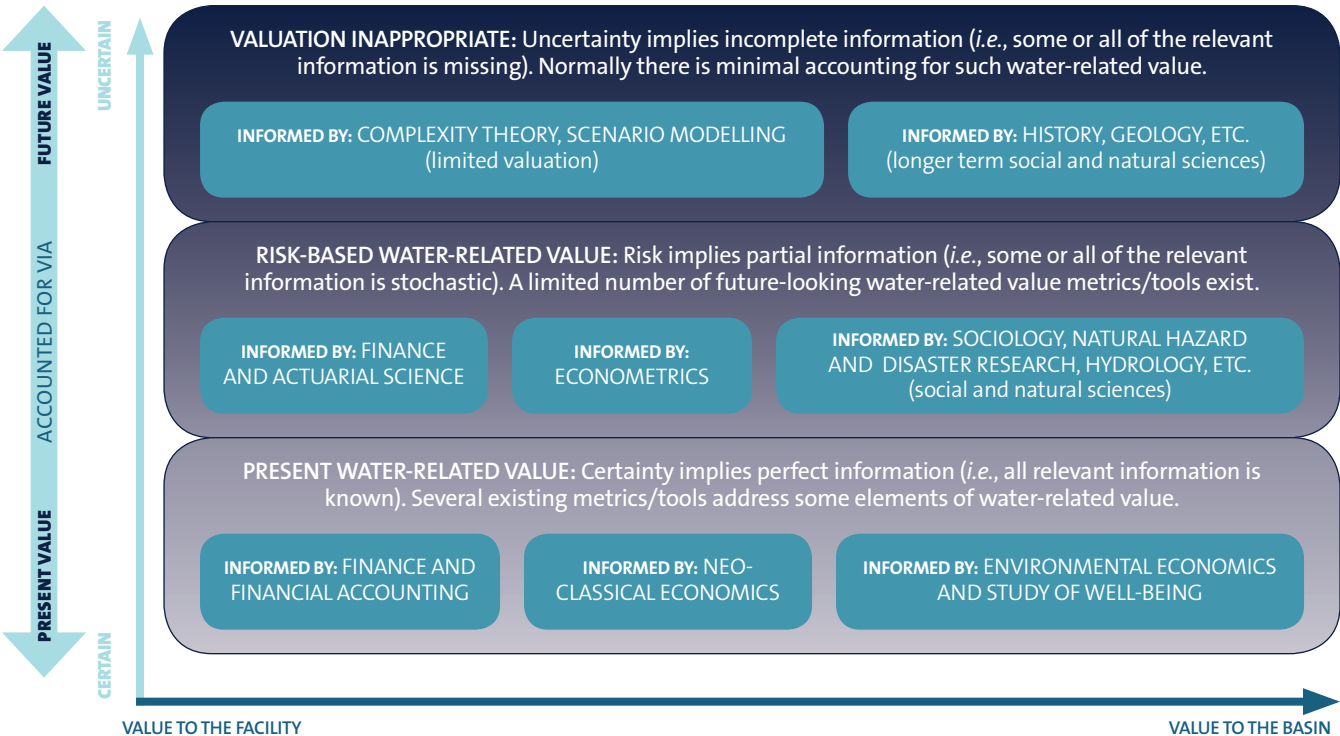 FUTURE VALUE
ACCOUNTED FOR VIA
PRESENT VALUE
UNCERTAIN
CERTAIN
VALUATION INAPPROPRIATE: Uncertainty implies incomplete information (i.e., some or all of the relevant
information is missing). Normally there is minimal accounting for such water-related value.
INFORMED BY: COMPLEXITY THEORY, SCENARIO MODELLING
(limited valuation)
INFORMED BY: HISTORY, GEOLOGY, ETC.
(longer term social and natural sciences)
RISK-BASED WATER-RELATED VALUE: Risk implies partial information (i.e., some or all of the relevant
information is stochastic). A limited number of future-looking water-related value metrics/tools exist.
INFORMED BY: FINANCE
AND ACTUARIAL SCIENCE
INFORMED BY:
ECONOMETRICS
INFORMED BY: SOCIOLOGY, NATURAL HAZARD
AND DISASTER RESEARCH, HYDROLOGY, ETC.
(social and natural sciences)
PRESENT WATER-RELATED VALUE: Certainty implies perfect information (i.e., all relevant information is
known). Several existing metrics/tools address some elements of water-related value.
INFORMED BY: FINANCE AND
FINANCIAL ACCOUNTING
INFORMED BY: NEO-
CLASSICAL ECONOMICS
INFORMED BY: ENVIRONMENTAL ECONOMICS
AND STUDY OF WELL-BEING
VALUE TO THE FACILITY
VALUE TO THE BASIN